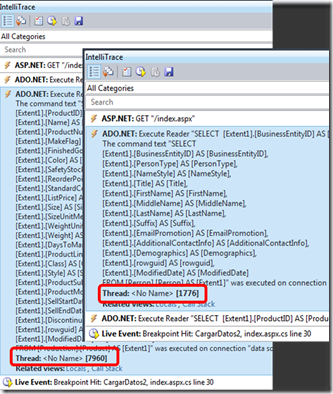 IntelliTrace
All Categories
Search
ASP.NET: GET "/index
ADO.NET: Execute Reader
The command text "SEL
[Extent1].[ProductID]
[Extent1].[Name] AS [
[Extent1].[ProductNu
[Extent1].[MakeFlag]
[Extent1].[FinishedGo
[Extent1].[Color] AS [
[Extent1].[SafetyStock
[Extent1].[ReorderPoi
[Extent1].[StandardCo
[Extent1].[ListPrice] A
[Extent1].[Size] AS [Si
[Extent1].[SizeUnitMe
[Extent1].[WeightUnit
[Extent1].[Weight] AS
[Extent1].[DaysToMa
[Extent1].[ProductLin
[Extent1].[Class] AS [
[Extent1].[Style] AS [S
[Extent1].[ProductSub
[Extent1].[ProductMo
[Extent1].[SellStartDa
[Extent1].[SellEndDat
[Extent1].[Discontinu
[Extent1].[rowguid] A
[Extent1].[ModifiedD
FROM [Production].[Product] AS [Extent1]" was executed on connection "data so
Thread: <No Name> [7960]
Related views: Locals , Call Stack
Live Event: Breakpoint Hit: CargarDatos2, index.aspx.cs line 30
IntelliTrace
All Categories
Search
ASP.NET: GET "/index.aspx"
ADO.NET: Execute Reader "SELECT [Extent1].[BusinessEntityID] AS [
The command text "SELECT
[Extent1].[BusinessEntityID] AS [BusinessEntityID],
[Extent1].[PersonType] AS [PersonType],
[Extent1].[NameStyle] AS [NameStyle],
[Extent1].[Title] AS [Title],
[Extent1].[FirstName] AS [FirstName],
[Extent1].[MiddleName] AS [MiddleName],
[Extent1].[LastName] AS [LastName],
[Extent1].[Suffix] AS [Suffix],
[Extent1].[EmailPromotion] AS [EmailPromotion],
[Extent1].[AdditionalContactInfo] AS [AdditionalContactInfo],
[Extent1].[Demographics] AS [Demographics],
[Extent1].[rowguid] AS [rowguid],
[Extent1].[ModifiedDate] AS [ModifiedDate]
FROM [Person].[Person] AS [Extent1]" was executed on connection
Thread: <No Name> [1776]
Related views: Locals , Call Stack
ADO.NET: Execute Reader "SELECT [Extent1].[ProductID] AS [Produc
Live Event: Breakpoint Hit: CargarDatos2, index.aspx.cs line 30